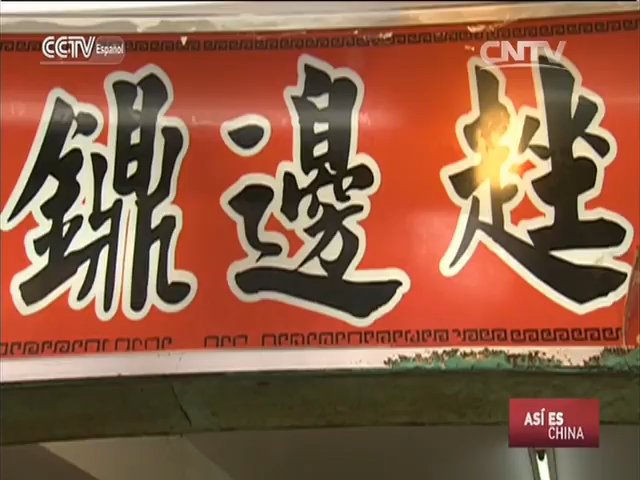 CCTV Español
CNTV
鐤邊趖
ASÍ ES
CHINA